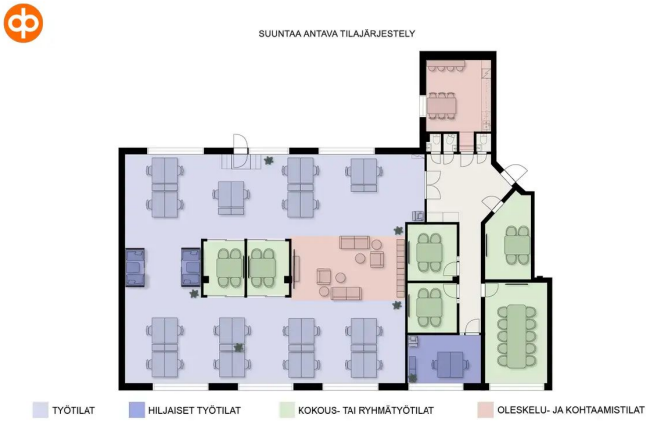 SUUNTAA ANTAVA TILAJÄRJESTELY
TYÖTILAT
HILJAISET TYÖTILAT
KOKOUS- TAI RYHMÄTYÖTILAT
OLESKELU- JA KOHTAAMISTILAT